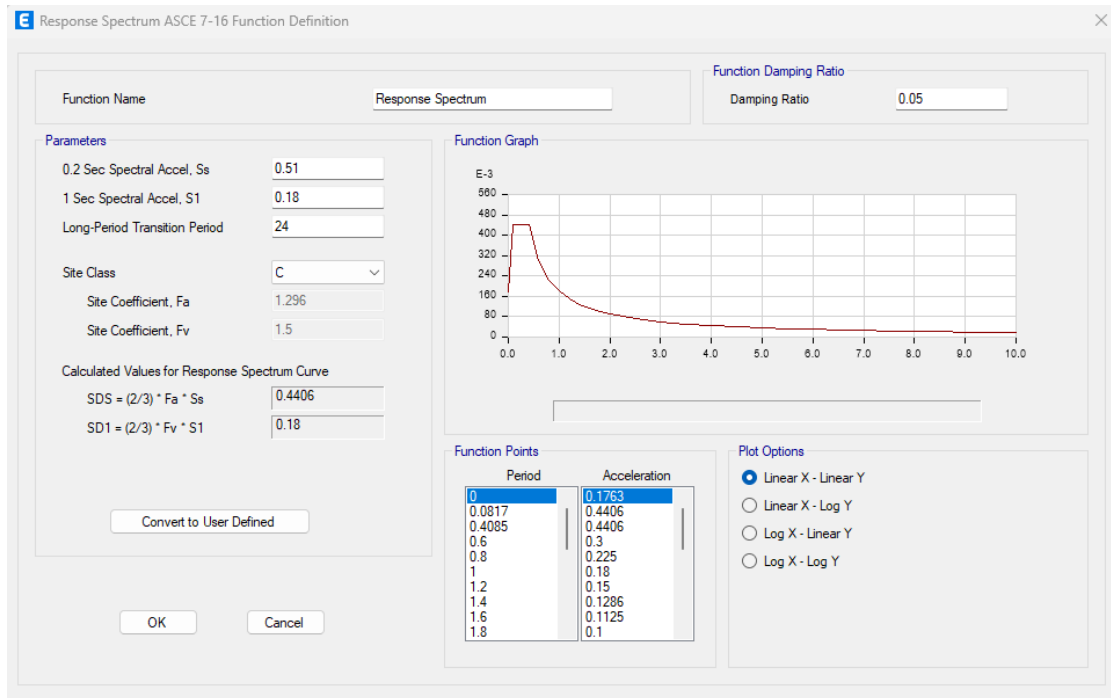 E Response Spectrum ASCE 7-16 Function Definition
Function Name
Response Spectrum
Function Damping Ratio
Damping Ratio
0.05
Parameters
0.2 Sec Spectral Accel, Ss
0.51
1 Sec Spectral Accel, S1
0.18
Long-Period Transition Period
24
Site Class
C
Site Coefficient, Fa
1.296
Site Coefficient, Fv
1.5
Calculated Values for Response Spectrum Curve
SDS = (2/3) * Fa * Ss
0.4406
SD1 = (2/3) * Fv * S1
0.18
Convert to User Defined
OK
Cancel
Function Graph
E-3
560
480
400
320
240
160
80
0
0.0 1.0 2.0 3.0 4.0 5.0 6.0 7.0 8.0 9.0 10.0
Function Points
Period Acceleration
0 0.1763
0.0817 0.4406
0.4085 0.4406
0.6 0.3
0.8 0.225
1 0.18
1.2 0.15
1.4 0.1286
1.6 0.1125
1.8 0.1
Plot Options
Linear X - Linear Y
Linear X - Log Y
Log X - Linear Y
Log X - Log Y